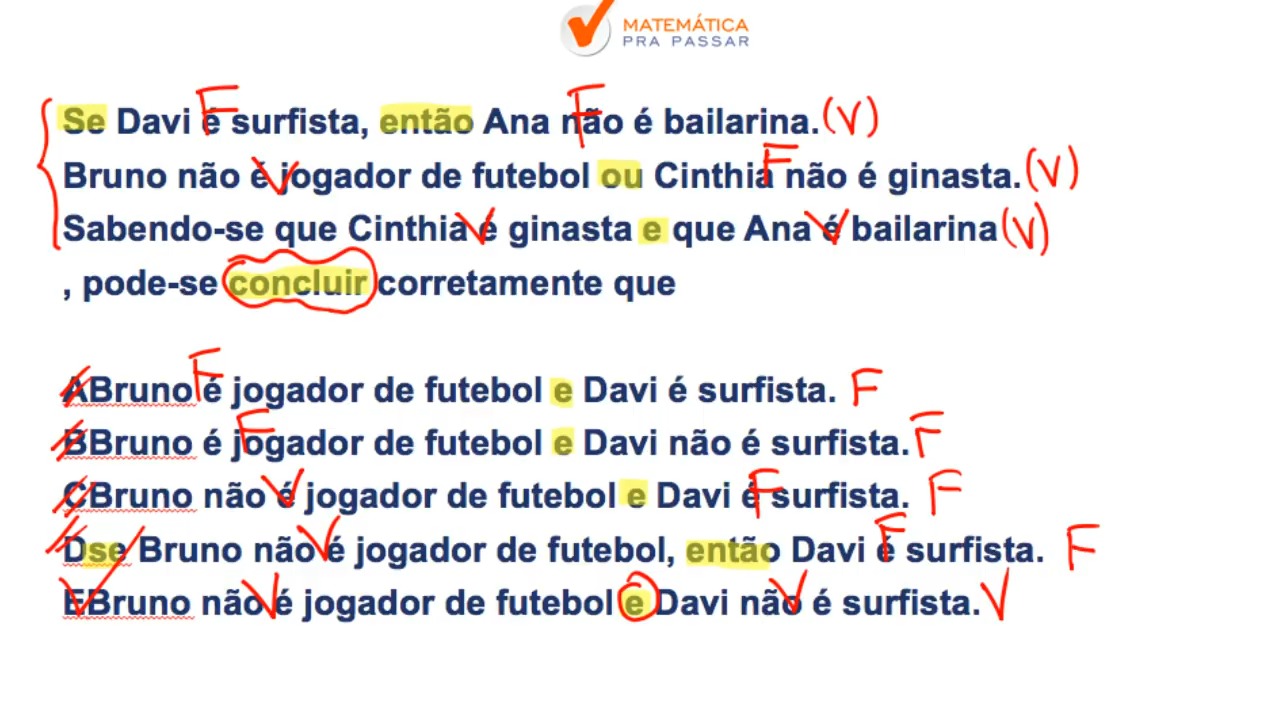 MATEMÁTICA
PRA PASSAR
F F
Se Davi é surfista, então Ana não é bailarina. (V)
V F
Bruno não é jogador de futebol ou Cinthia não é ginasta. (V)
V V
Sabendo-se que Cinthia é ginasta e que Ana é bailarina (V)
, pode-se concluir corretamente que
F
ABruno é jogador de futebol e Davi é surfista. F
F
BBruno é jogador de futebol e Davi não é surfista. F
V F
CBruno não é jogador de futebol e Davi é surfista. F
V F
Dse Bruno não é jogador de futebol, então Davi é surfista. F
V V
EBruno não é jogador de futebol e Davi não é surfista. V